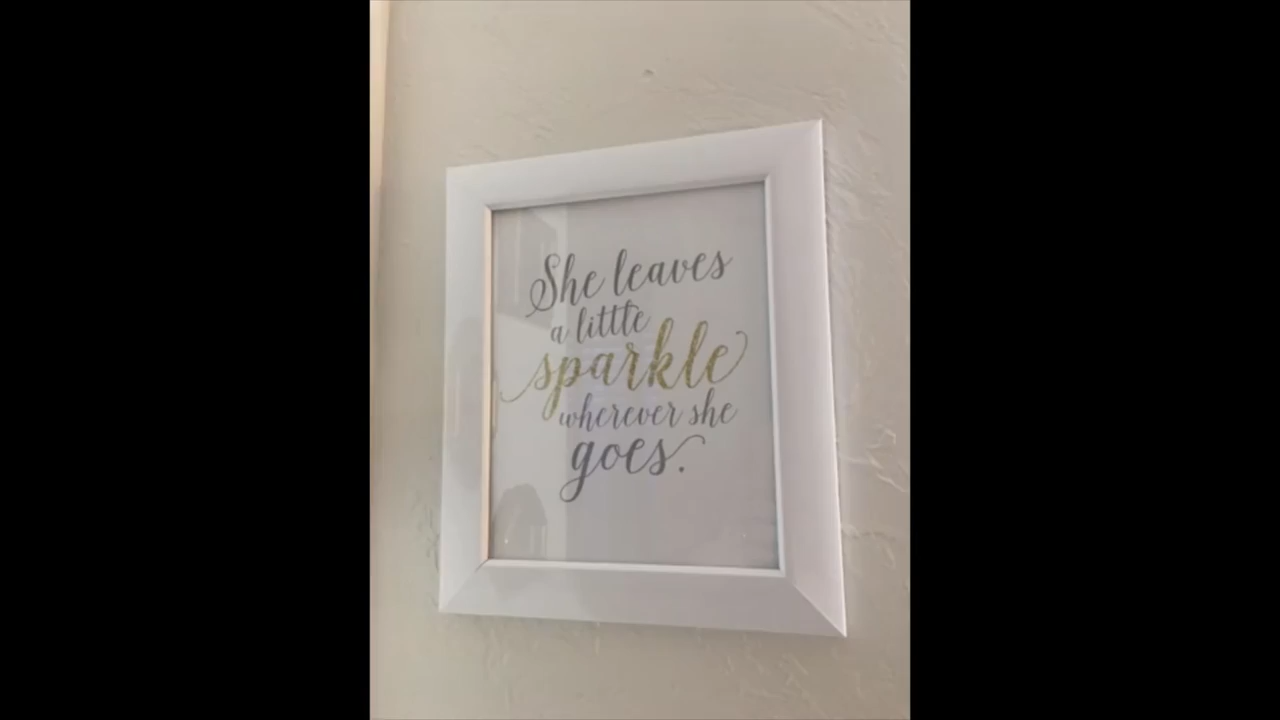 She leaves
a little
sparkle
wherever she
goes.